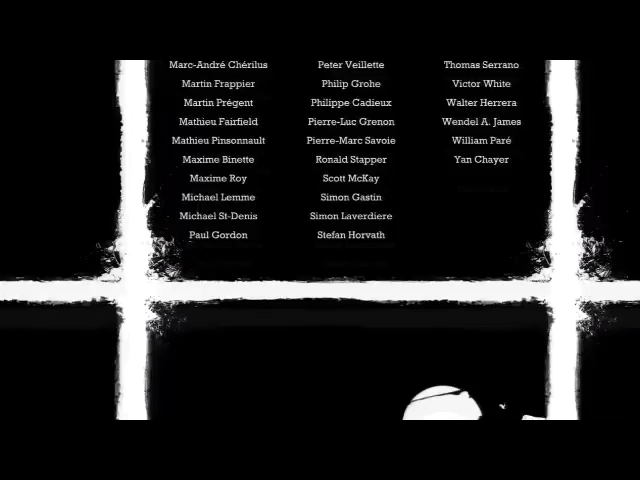 Marc-André Chérilus
Martin Frappier
Martin Prégent
Mathieu Fairfield
Mathieu Pinsonnault
Maxime Binette
Maxime Roy
Michael Lemme
Michael St-Denis
Paul Gordon
Peter Veillette
Philip Grohe
Philippe Cadieux
Pierre-Luc Grenon
Pierre-Marc Savoie
Ronald Stapper
Scott McKay
Simon Gastin
Simon Laverdiere
Stefan Horvath
Thomas Serrano
Victor White
Walter Herrera
Wendel A. James
William Paré
Yan Chayer